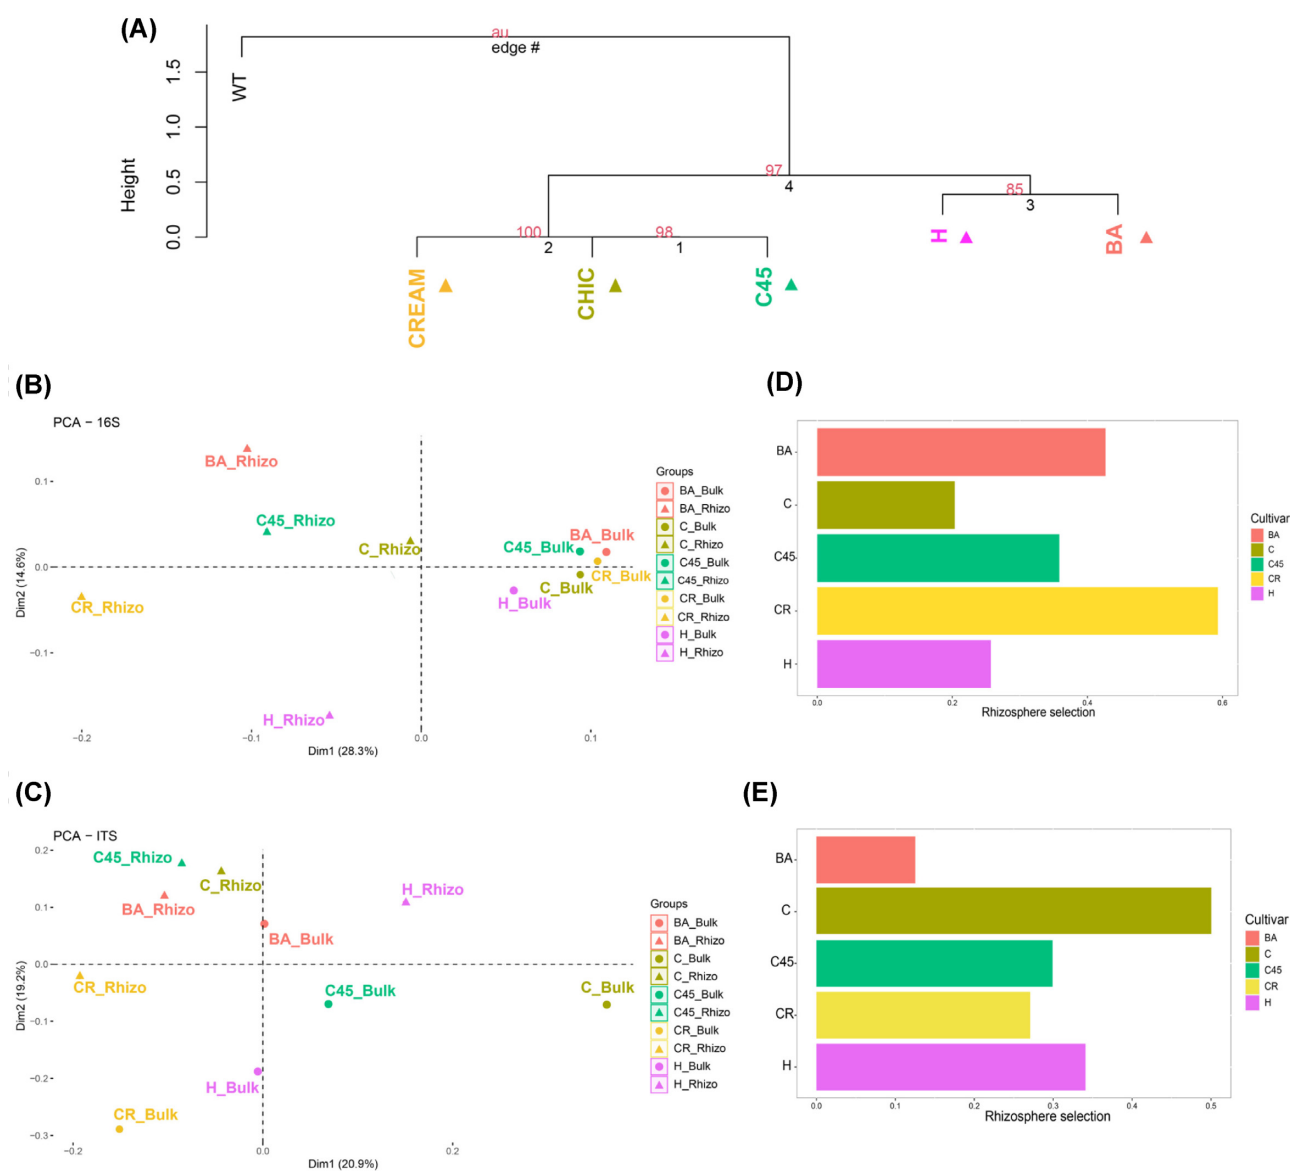 (A)
au
edge #
WT
Height
0.0 0.5 1.0 1.5
97
4
85
3
100
2
98
1
CREAM
CHIC
C45
H
BA
(B)
PCA − 16S
BA_Rhizo
C45_Rhizo
C_Rhizo
CR_Rhizo
H_Rhizo
C45_Bulk
BA_Bulk
CR_Bulk
C_Bulk
H_Bulk
Dim2 (14.6%)
0.1
0.0
−0.1
−0.2 −0.1 0.0 0.1
Dim1 (28.3%)
Groups
BA_Bulk
BA_Rhizo
C_Bulk
C_Rhizo
C45_Bulk
C45_Rhizo
CR_Bulk
CR_Rhizo
H_Bulk
H_Rhizo
(D)
BA
C
C45
CR
H
0.0 0.2 0.4 0.6
Rhizosphere selection
Cultivar
BA
C
C45
CR
H
(C)
PCA − ITS
C45_Rhizo
C_Rhizo
BA_Rhizo
H_Rhizo
BA_Bulk
CR_Rhizo
C45_Bulk
C_Bulk
H_Bulk
CR_Bulk
Dim2 (19.2%)
0.2
0.1
0.0
−0.1
−0.2
−0.3
−0.2 0.0 0.2
Dim1 (20.9%)
Groups
BA_Bulk
BA_Rhizo
C_Bulk
C_Rhizo
C45_Bulk
C45_Rhizo
CR_Bulk
CR_Rhizo
H_Bulk
H_Rhizo
(E)
BA
C
C45
CR
H
0.0 0.1 0.2 0.3 0.4 0.5
Rhizosphere selection
Cultivar
BA
C
C45
CR
H